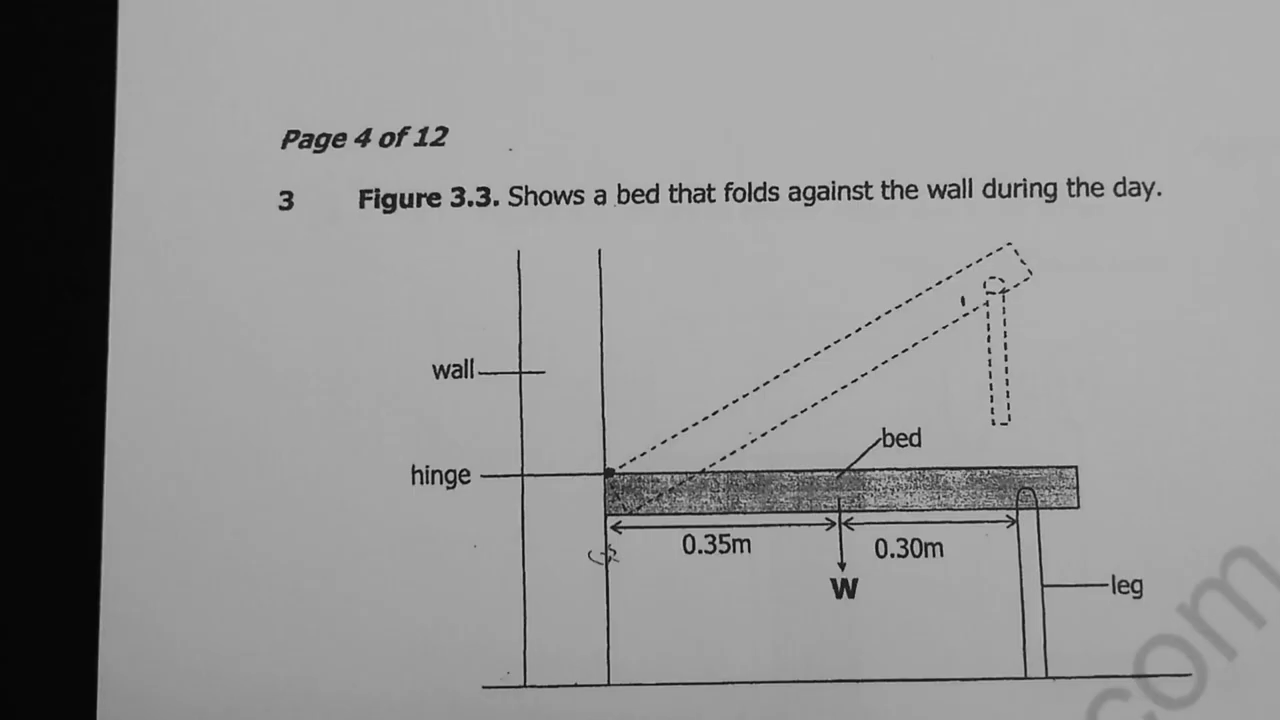 Page 4 of 12
3 Figure 3.3. Shows a bed that folds against the wall during the day.
wall
bed
hinge
0.35m
0.30m
W
leg
com